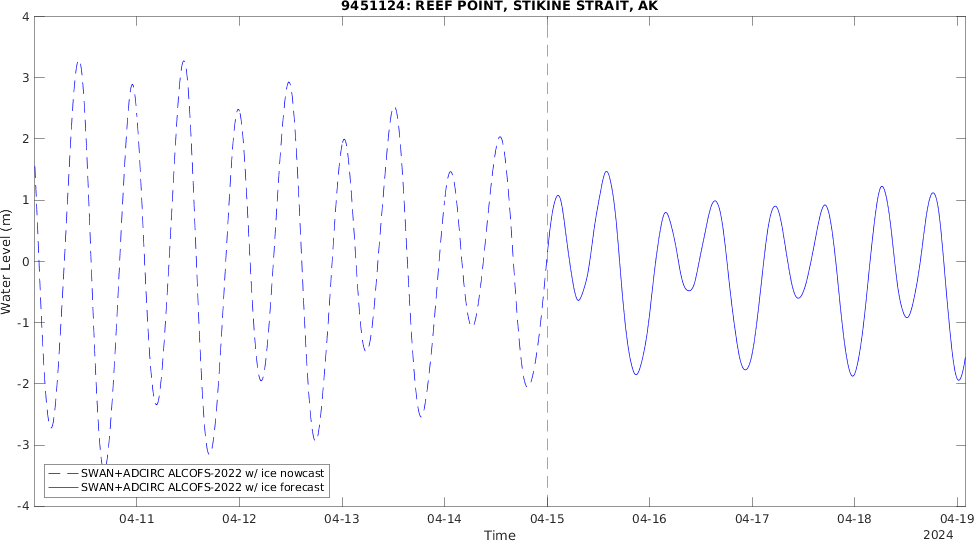 9451124: REEF POINT, STIKINE STRAIT, AK
Water Level (m)
4
3
2
1
0
-1
-2
-3
-4
SWAN+ADCIRC ALCOFS-2022 w/ ice nowcast
SWAN+ADCIRC ALCOFS-2022 w/ ice forecast
04-11 04-12 04-13 04-14 04-15 04-16 04-17 04-18 04-19
Time
2024